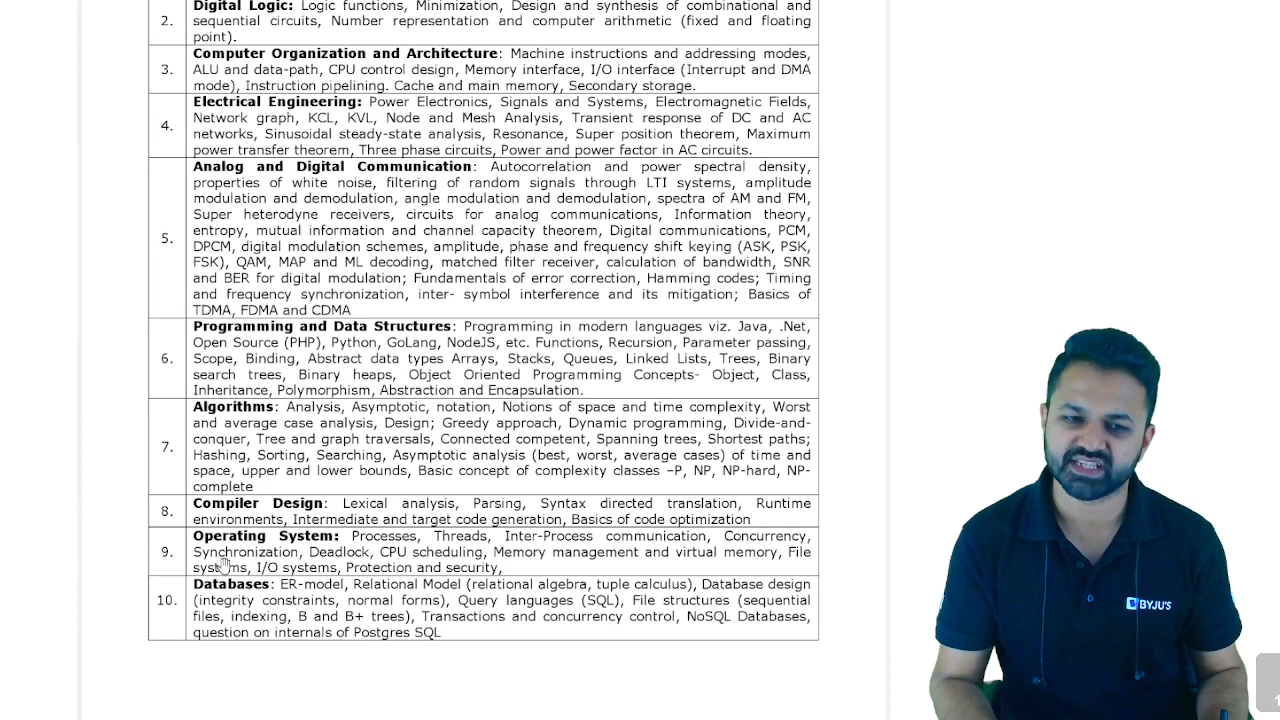 Digital Logic: Logic functions, Minimization, Design and synthesis of combinational and
2. sequential circuits, Number representation and computer arithmetic (fixed and floating
point).
Computer Organization and Architecture: Machine instructions and addressing modes,
3. ALU and data-path, CPU control design, Memory interface, I/O interface (Interrupt and DMA
mode), Instruction pipelining. Cache and main memory, Secondary storage.
Electrical Engineering: Power Electronics, Signals and Systems, Electromagnetic Fields,
4. Network graph, KCL, KVL, Node and Mesh Analysis, Transient response of DC and AC
networks, Sinusoidal steady-state analysis, Resonance, Super position theorem, Maximum
power transfer theorem, Three phase circuits, Power and power factor in AC circuits.
Analog and Digital Communication: Autocorrelation and power spectral density,
properties of white noise, filtering of random signals through LTI systems, amplitude
modulation and demodulation, angle modulation and demodulation, spectra of AM and FM,
Super heterodyne receivers, circuits for analog communications, Information theory,
entropy, mutual information and channel capacity theorem, Digital communications, PCM,
5. DPCM, digital modulation schemes, amplitude, phase and frequency shift keying (ASK, PSK,
FSK), QAM, MAP and ML decoding, matched filter receiver, calculation of bandwidth, SNR
and BER for digital modulation; Fundamentals of error correction, Hamming codes; Timing
and frequency synchronization, inter- symbol interference and its mitigation; Basics of
TDMA, FDMA and CDMA
Programming and Data Structures: Programming in modern languages viz. Java, .Net,
Open Source (PHP), Python, GoLang, NodeJS, etc. Functions, Recursion, Parameter passing,
6. Scope, Binding, Abstract data types Arrays, Stacks, Queues, Linked Lists, Trees, Binary
search trees, Binary heaps, Object Oriented Programming Concepts- Object, Class,
Inheritance, Polymorphism, Abstraction and Encapsulation.
Algorithms: Analysis, Asymptotic, notation, Notions of space and time complexity, Worst
and average case analysis, Design; Greedy approach, Dynamic programming, Divide-and-
7. conquer, Tree and graph traversals, Connected competent, Spanning trees, Shortest paths;
Hashing, Sorting, Searching, Asymptotic analysis (best, worst, average cases) of time and
space, upper and lower bounds, Basic concept of complexity classes –P, NP, NP-hard, NP-
complete
8. Compiler Design: Lexical analysis, Parsing, Syntax directed translation, Runtime
environments, Intermediate and target code generation, Basics of code optimization
Operating System: Processes, Threads, Inter-Process communication, Concurrency,
9. Synchronization, Deadlock, CPU scheduling, Memory management and virtual memory, File
systems, I/O systems, Protection and security,
Databases: ER-model, Relational Model (relational algebra, tuple calculus), Database design
10. (integrity constraints, normal forms), Query languages (SQL), File structures (sequential
files, indexing, B and B+ trees), Transactions and concurrency control, NoSQL Databases,
question on internals of Postgres SQL
BYJU'S